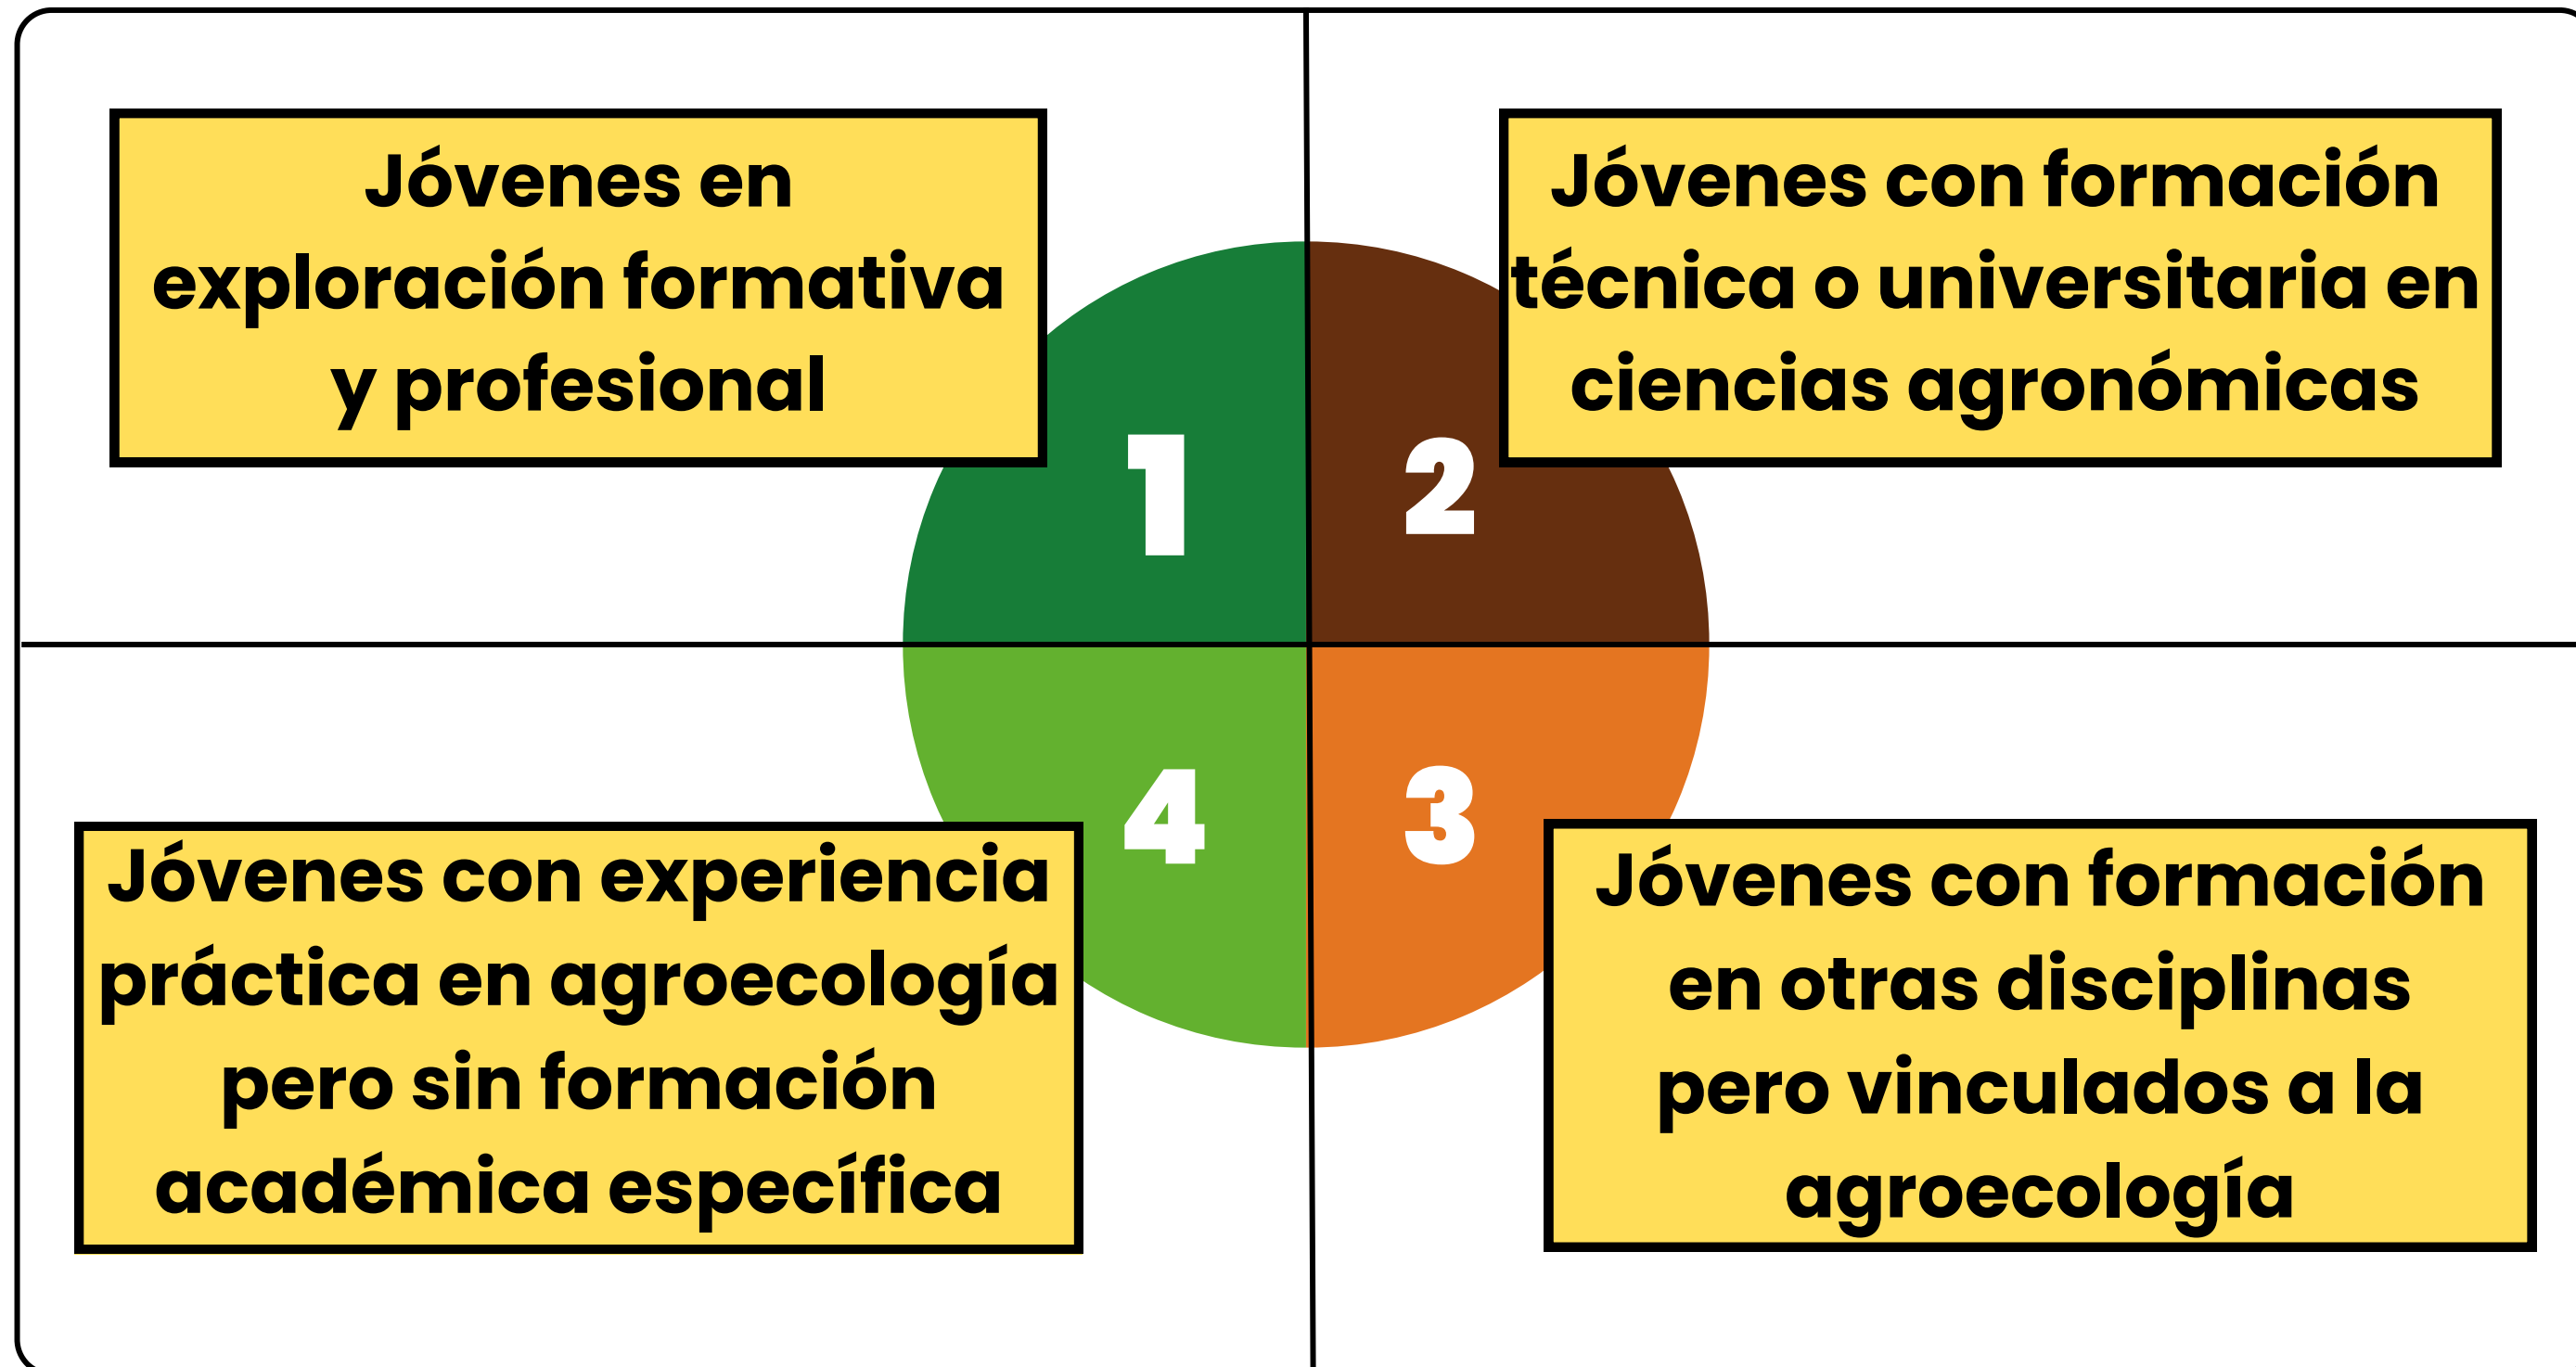 Jóvenes en
exploración formativa
y profesional
Jóvenes con formación
técnica o universitaria en
ciencias agronómicas
1
2
4
3
Jóvenes con experiencia
práctica en agroecología
pero sin formación
académica específica
Jóvenes con formación
en otras disciplinas
pero vinculados a la
agroecología